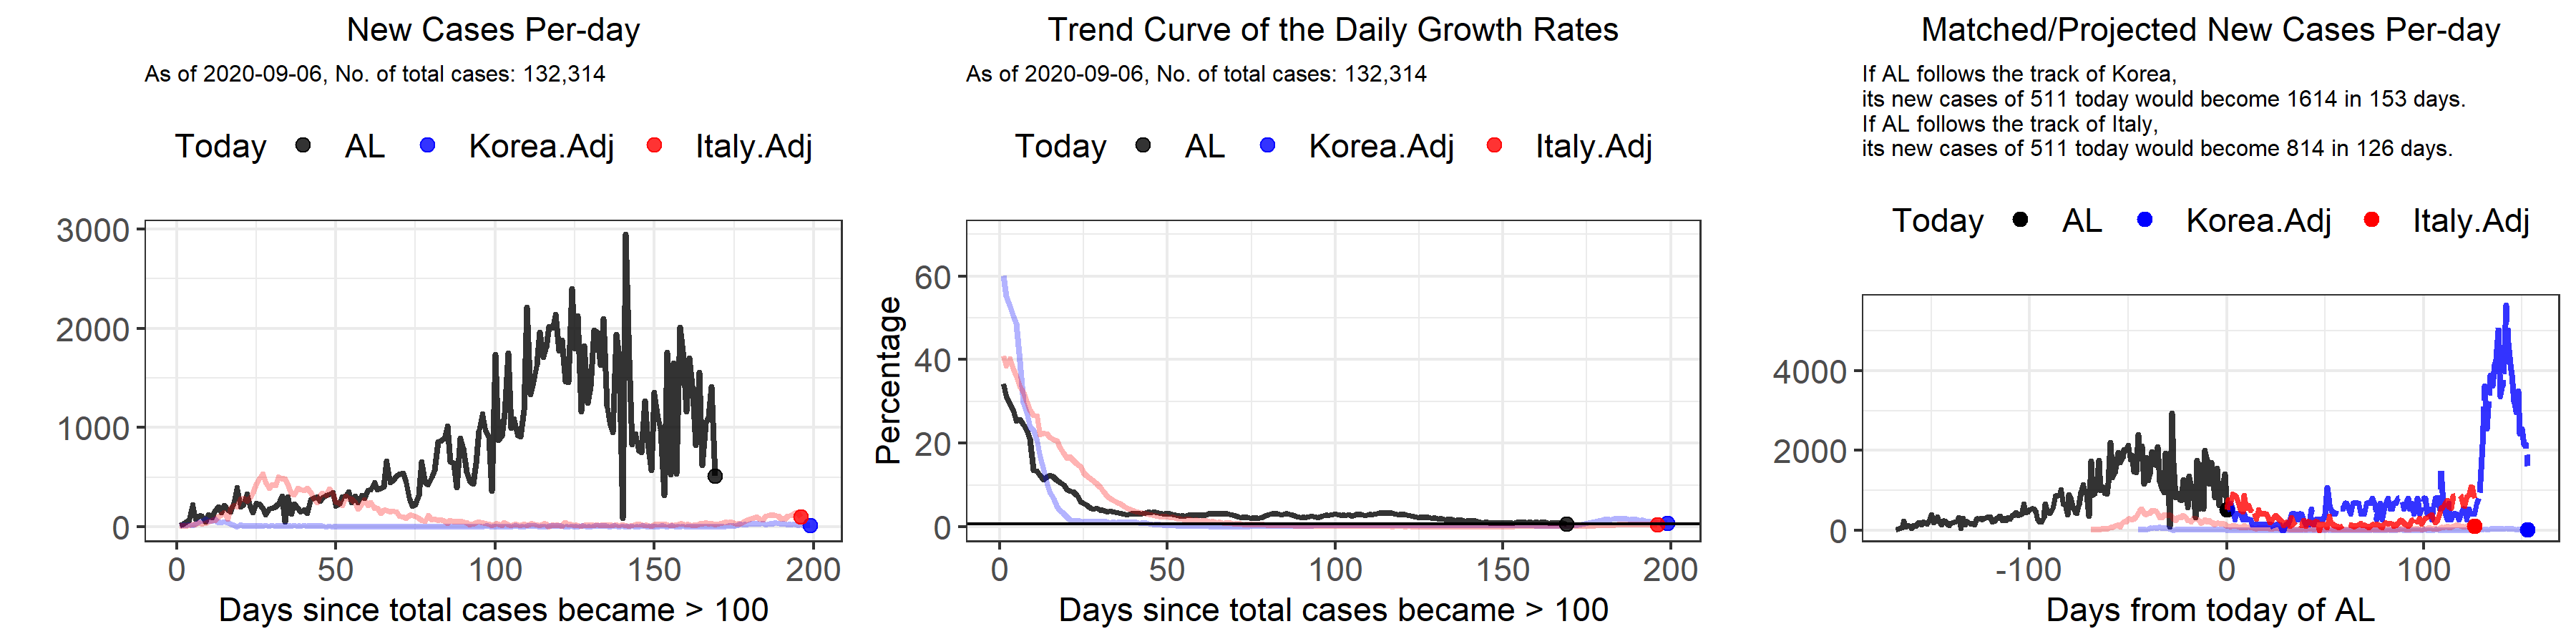 New Cases Per-day
As of 2020-09-06, No. of total cases: 132,314
Today AL Korea.Adj Italy.Adj
3000
2000
1000
0
0 50 100 150 200
Days since total cases became > 100
Trend Curve of the Daily Growth Rates
As of 2020-09-06, No. of total cases: 132,314
Today AL Korea.Adj Italy.Adj
Percentage
60
40
20
0
0 50 100 150 200
Days since total cases became > 100
Matched/Projected New Cases Per-day
If AL follows the track of Korea,
its new cases of 511 today would become 1614 in 153 days.
If AL follows the track of Italy,
its new cases of 511 today would become 814 in 126 days.
Today AL Korea.Adj Italy.Adj
4000
2000
0
-100 0 100
Days from today of AL